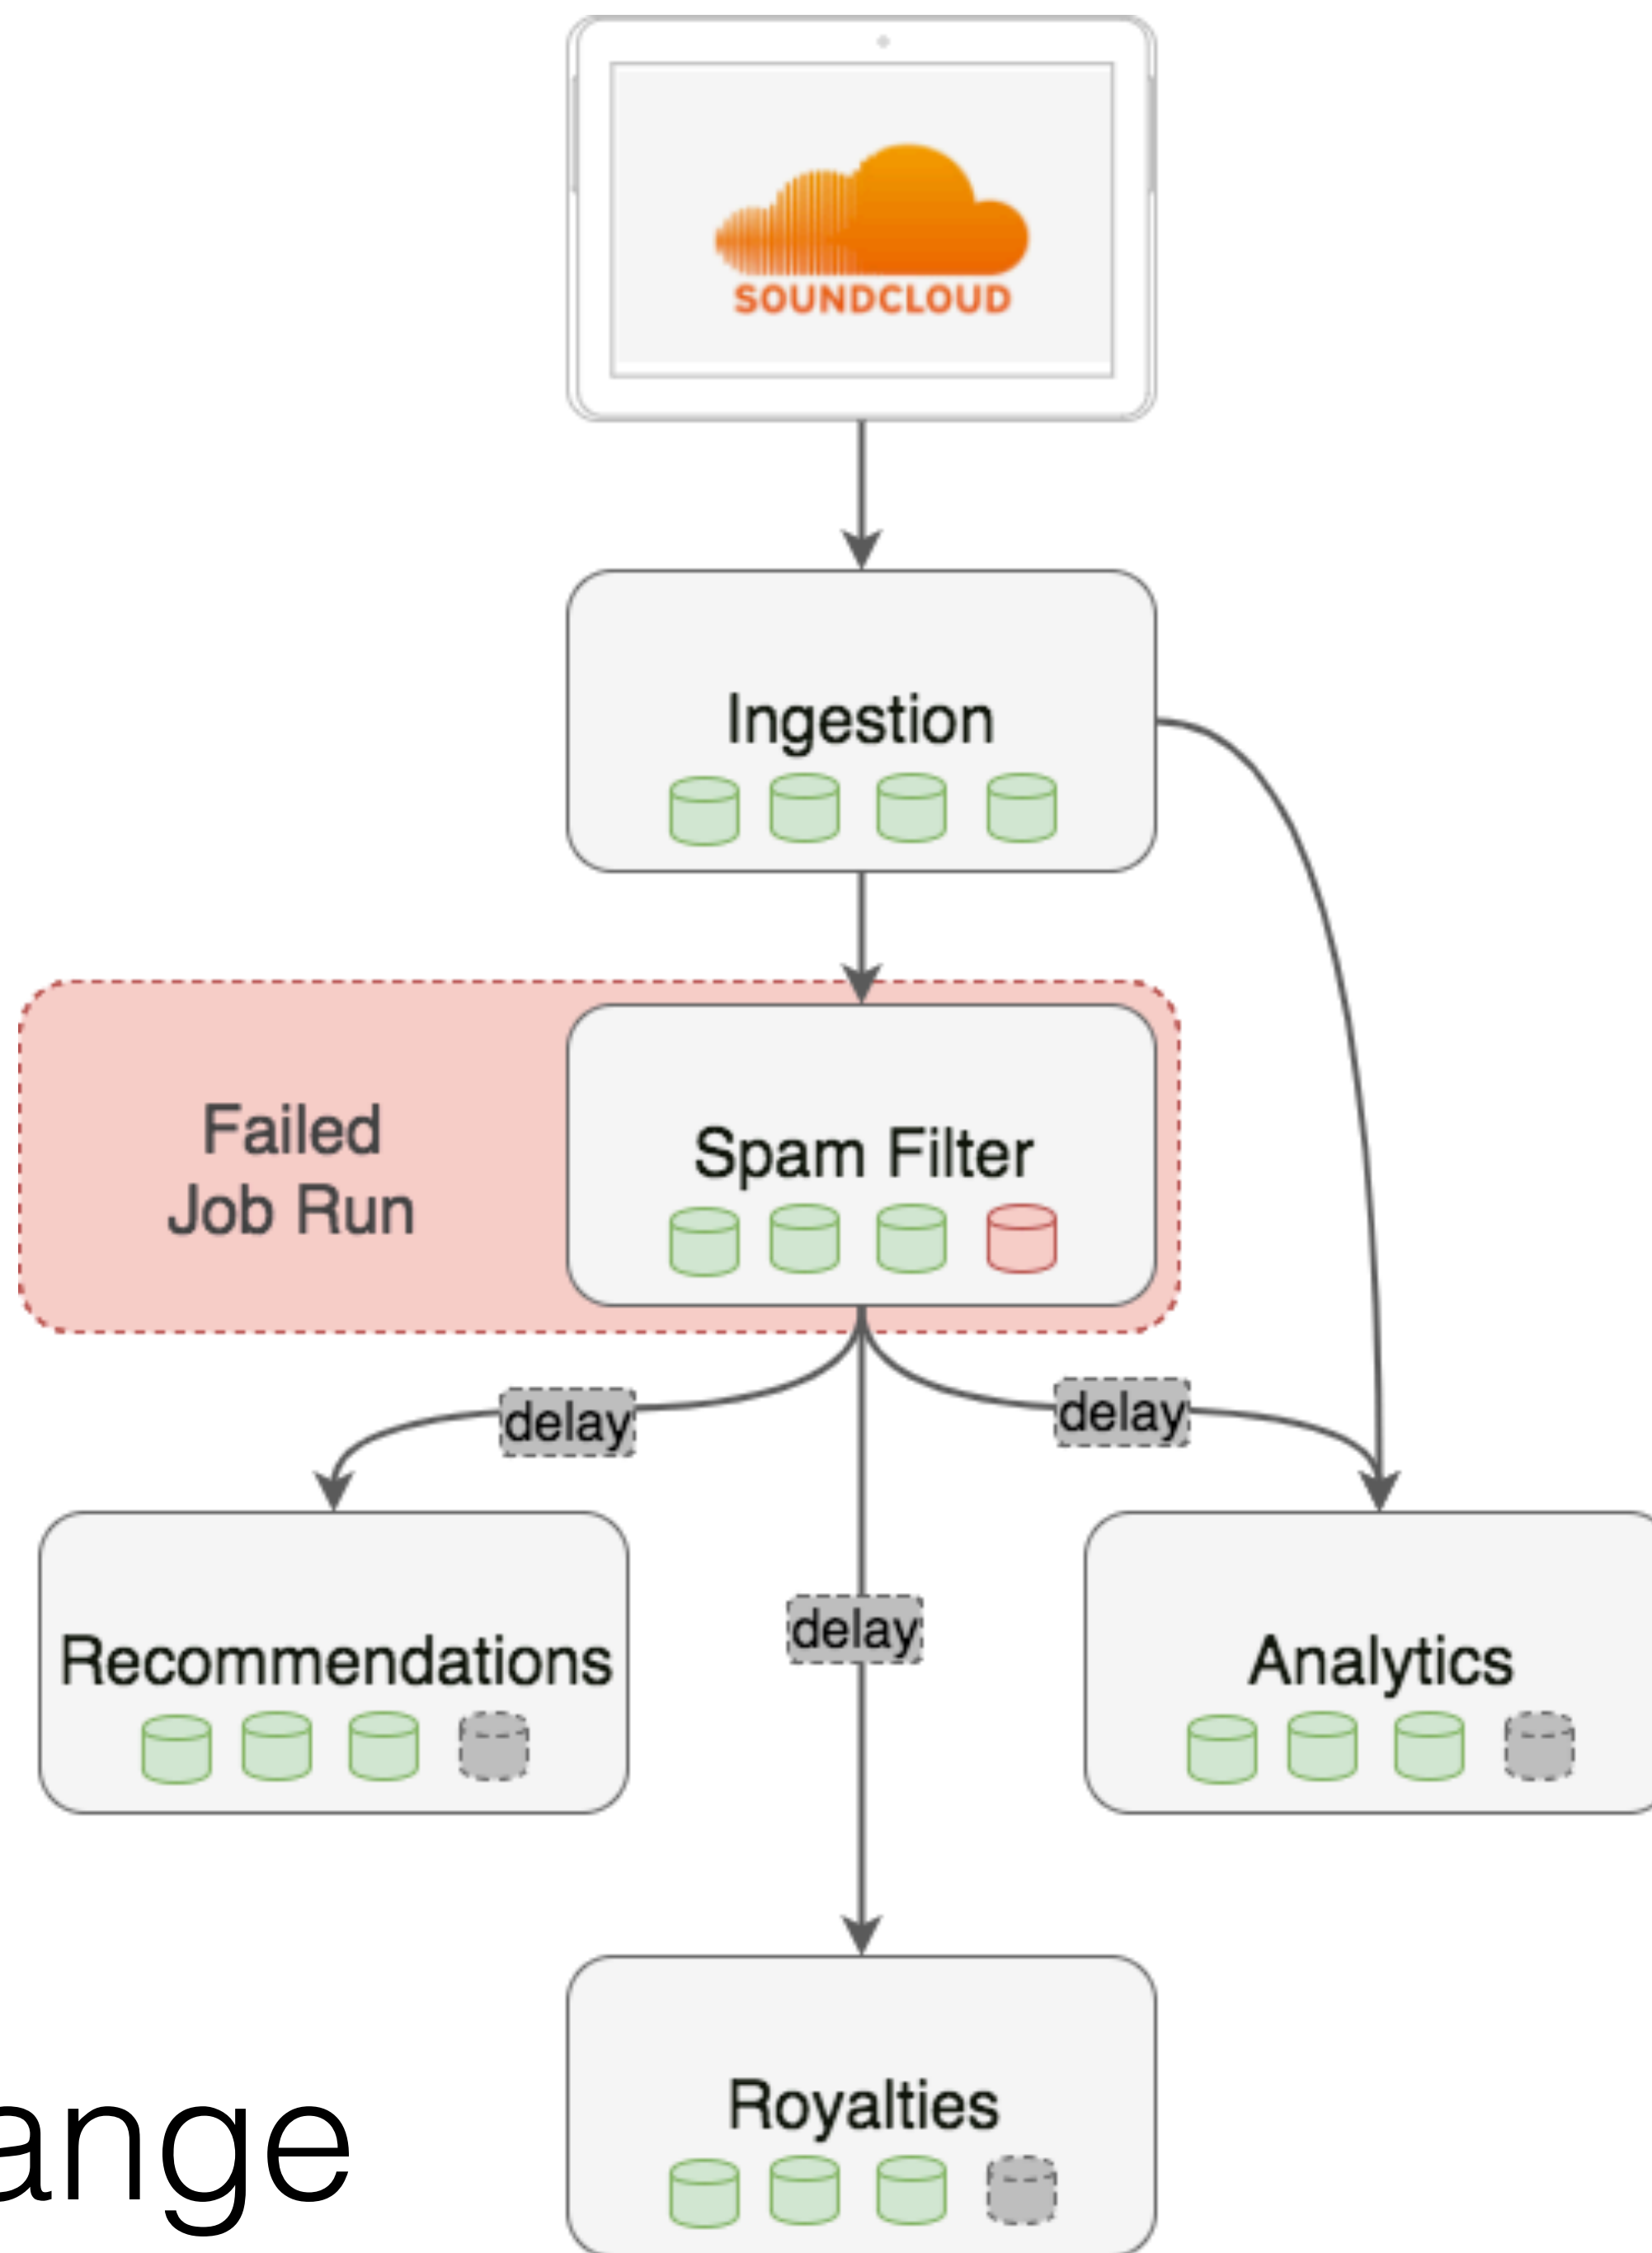 SOUNDCLOUD
Ingestion
Failed
Job Run
Spam Filter
delay
delay
delay
Recommendations
Analytics
Royalties
ange